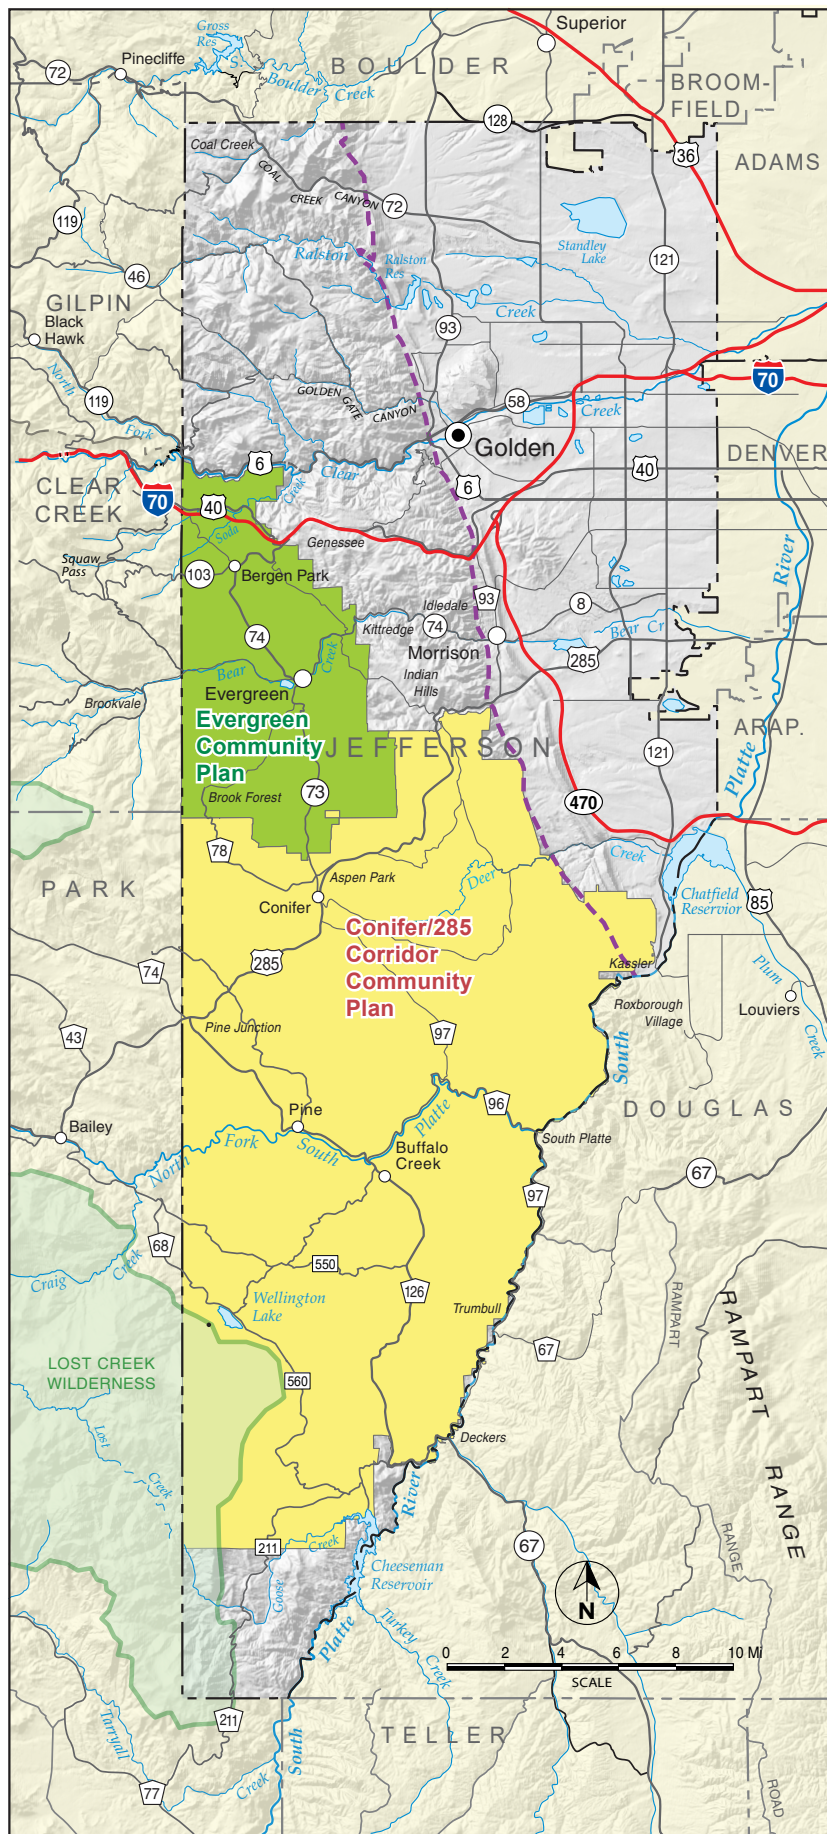 Superior
Gross
Res
S.
Boulder
Creek
Pinecliffe
72
BOULDER
BROOM-
FIELD
128
36
ADAMS
Coal Creek
COAL
CREEK
CANYON
72
119
Standley
Lake
121
Ralston
Ralston
Res
Creek
46
GILPIN
Black
Hawk
93
North
Fork
119
GOLDEN
GATE
CANYON
58
Creek
70
Golden
DENVER
6
Clear
Creek
6
40
CLEAR
CREEK
70
40
Soda
Genessee
Squaw
Pass
103
Bergen Park
River
Idledale
93
8
74
Kittredge
74
Morrison
Bear Cr
285
Bear
Creek
Indian
Hills
Evergreen
Brookvale
Evergreen
Community
Plan
JEFFERSON
ARAP.
121
Platte
Brook Forest
73
470
78
Creek
PARK
Aspen Park
Deer
Chatfield
Reservior
85
Conifer
Conifer/285
Corridor
Community
Plan
285
74
Kassler
Plum
Creek
Roxborough
Village
Louviers
Pine Junction
43
97
South
Pine
Platte
96
DOUGLAS
Bailey
North
Fork
South
Buffalo
Creek
South Platte
67
97
68
Craig
Creek
550
126
Wellington
Lake
Trumbull
RAMPART
RAMPART
67
LOST CREEK
WILDERNESS
560
Lost
Creek
Deckers
River
RANGE
RANGE
211
Creek
67
Cheeseman
Reservoir
Goose
N
Platte
Turkey
Creek
0 2 4 6 8 10 Mi
SCALE
211
TELLER
South
Tarryall
Creek
77
ROAD